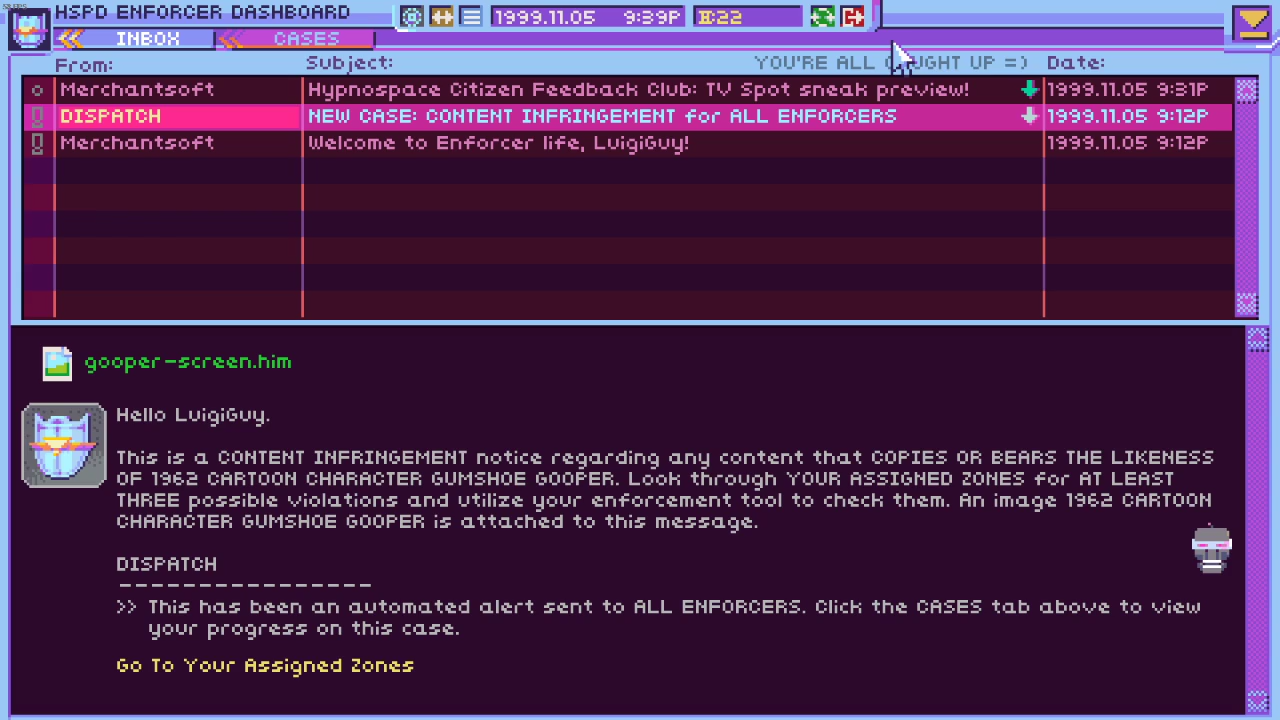 HSPD ENFORCER DASHBOARD
1999.11.05 9:39P
22
INBOX
CASES
From:
Subject:
YOU'RE ALL CAUGHT UP =)
Date:
Merchantsoft
Hypnospace Citizen Feedback Club: TV Spot sneak preview!
1999.11.05 9:31P
DISPATCH
NEW CASE: CONTENT INFRINGEMENT for ALL ENFORCERS
1999.11.05 9:12P
Merchantsoft
Welcome to Enforcer life, LuigiGuy!
1999.11.05 9:12P
gooper-screen.him
Hello LuigiGuy.
This is a CONTENT INFRINGEMENT notice regarding any content that COPIES OR BEARS THE LIKENESS
OF 1962 CARTOON CHARACTER GUMSHOE GOOPER. Look through YOUR ASSIGNED ZONES for AT LEAST
THREE possible violations and utilize your enforcement tool to check them. An image 1962 CARTOON
CHARACTER GUMSHOE GOOPER is attached to this message.
DISPATCH
----------------
>> This has been an automated alert sent to ALL ENFORCERS. Click the CASES tab above to view
your progress on this case.
Go To Your Assigned Zones